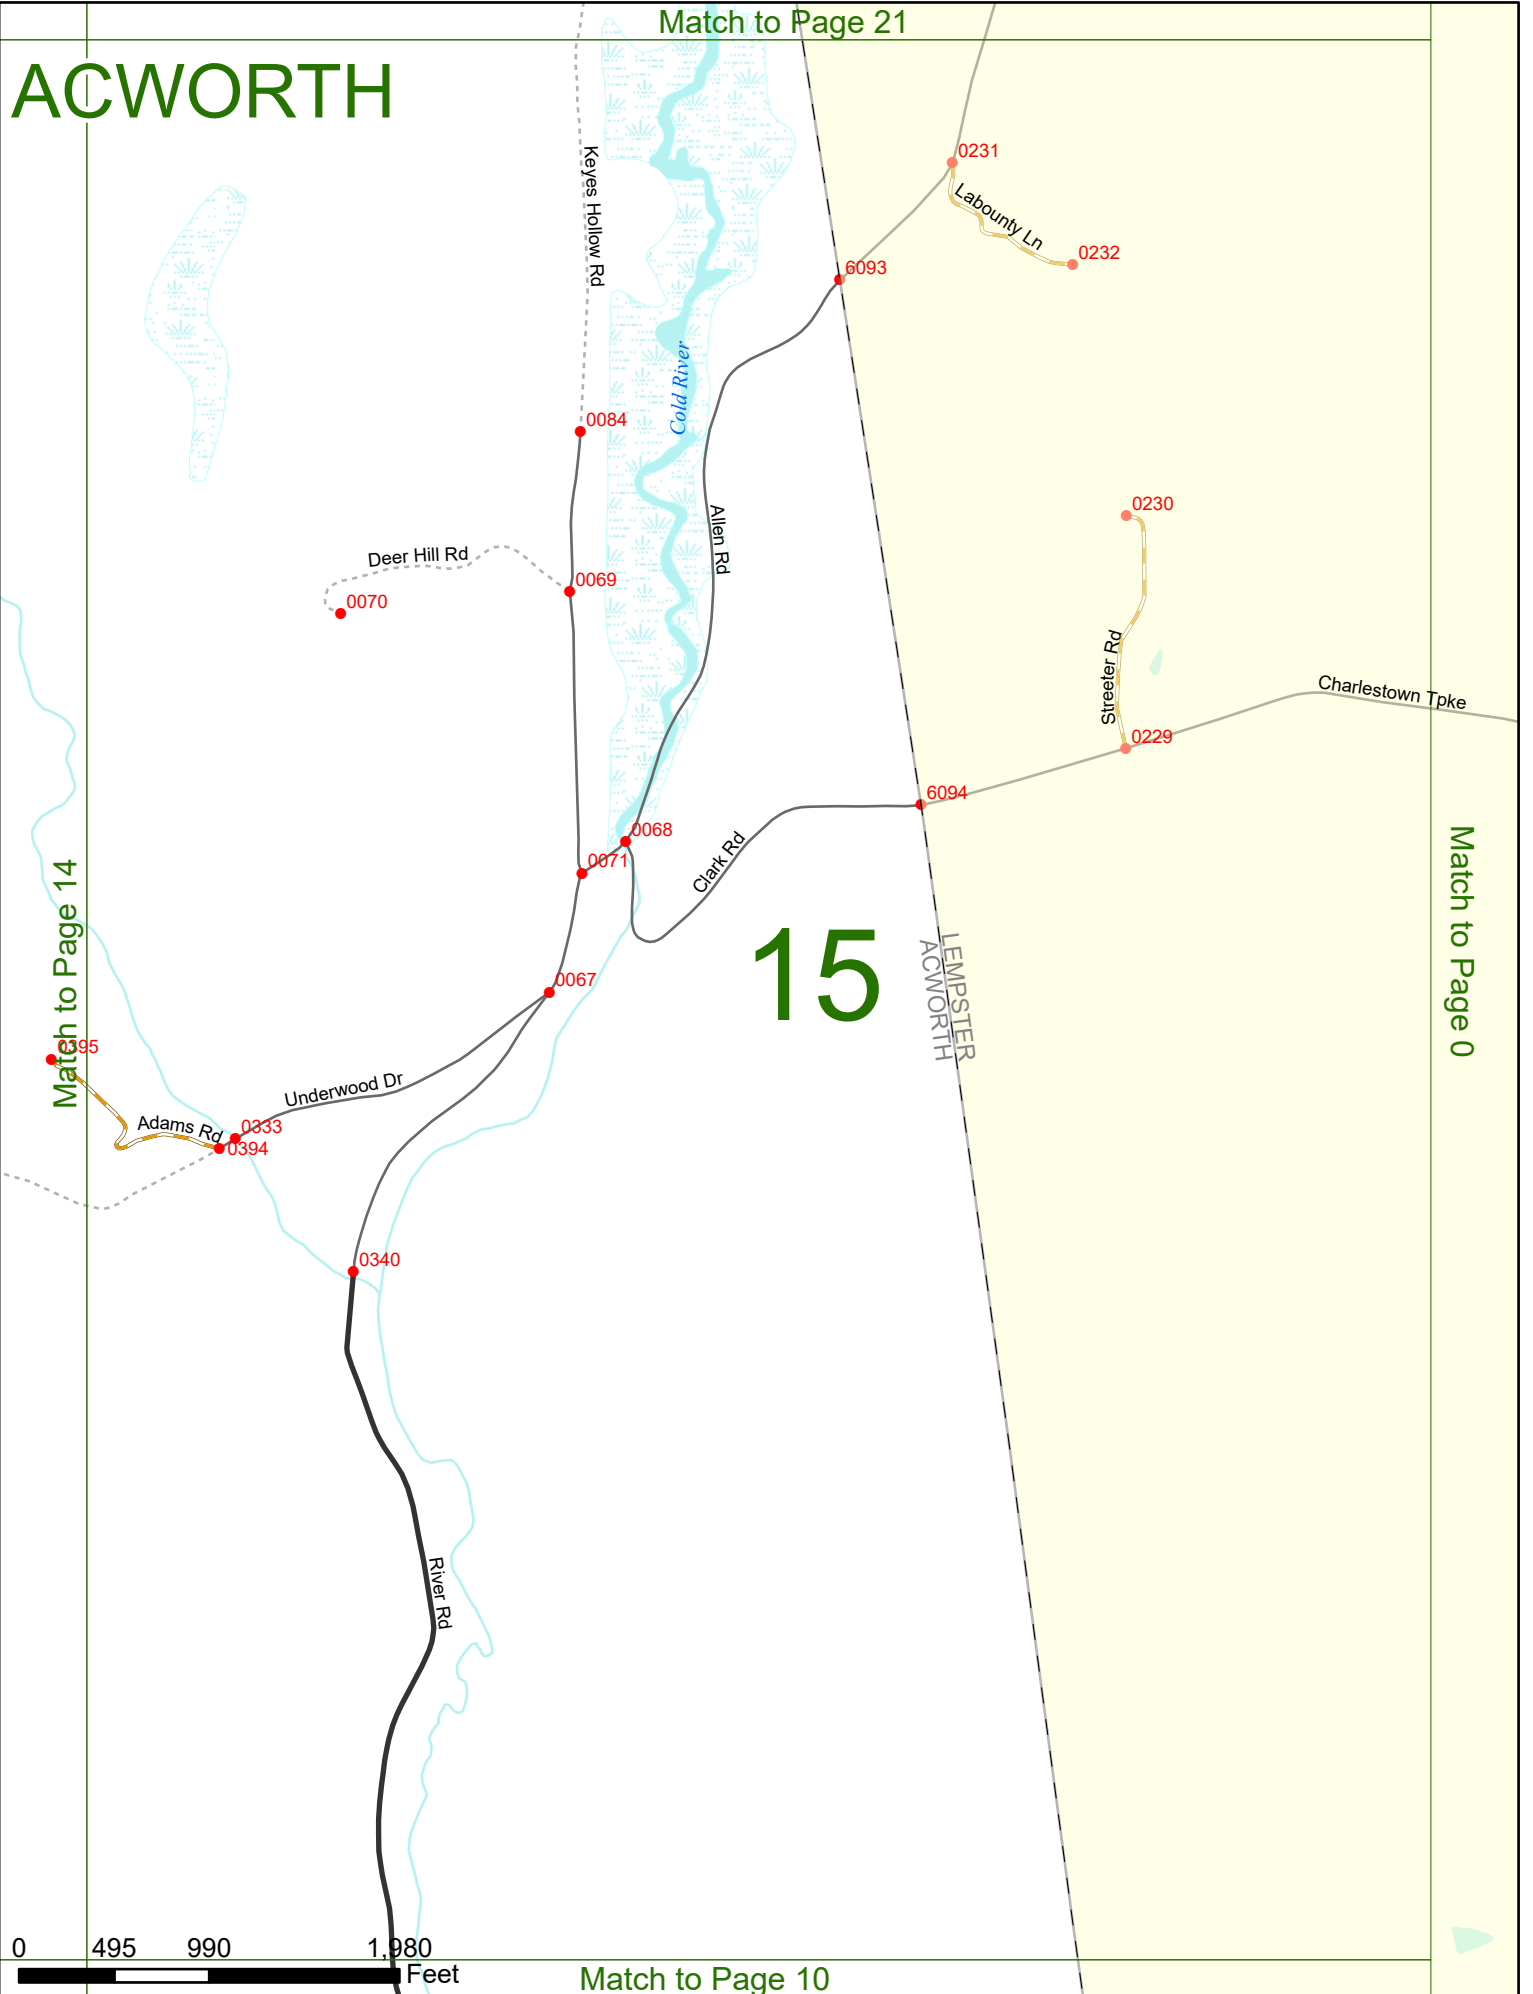 Match to Page 21
ACWORTH
0231
Keyes Hollow Rd
Labounty Ln
0232
6093
Cold River
0084
0230
Allen Rd
Deer Hill Rd
0069
0070
Streeter Rd
Charlestown Tpke
0229
6094
0068
Clark Rd
0071
Match to Page 14
Match to Page 0
15
LEMPSTER
ACWORTH
0067
0395
Underwood Dr
Adams Rd
0333
0394
0340
River Rd
0 495 990 1,980
Feet
Match to Page 10